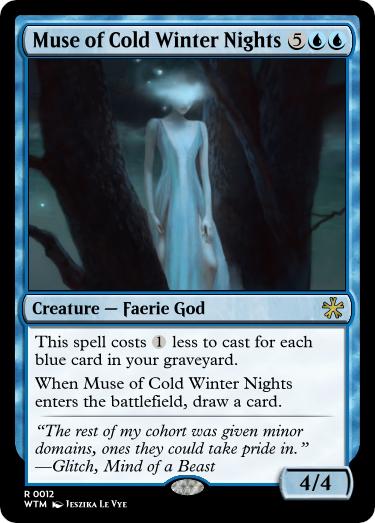 Muse of Cold Winter Nights 5
Creature — Faerie God
This spell costs 1 less to cast for each
blue card in your graveyard.
When Muse of Cold Winter Nights
enters the battlefield, draw a card.
“The rest of my cohort was given minor
domains, ones they could take pride in.”
—Glitch, Mind of a Beast
4/4
R 0012
WTM Jeszika Le Vye